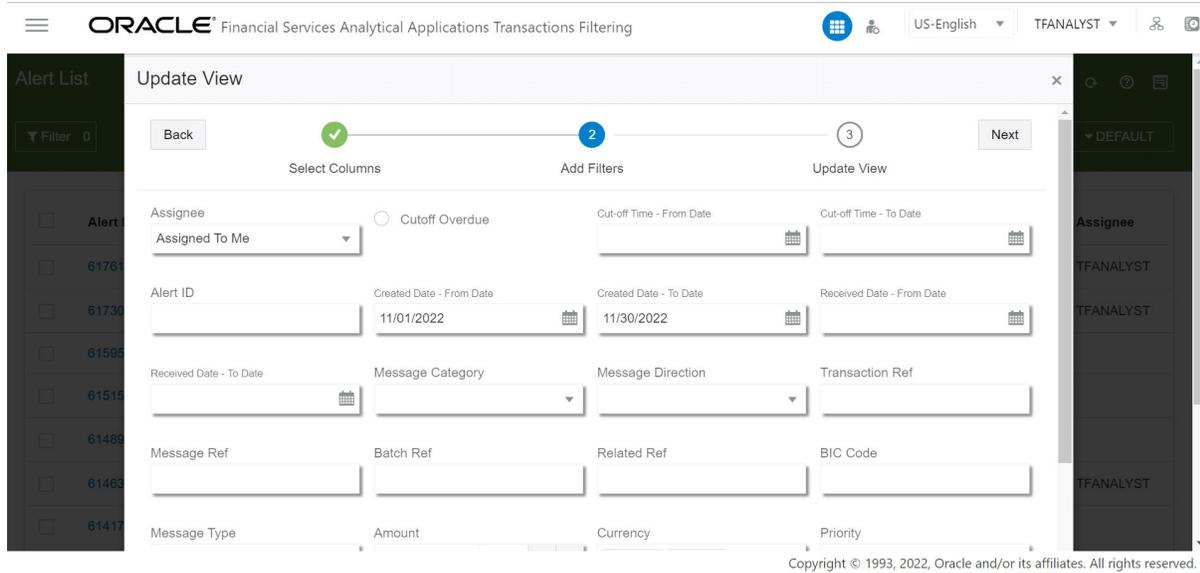 ORACLE® Financial Services Analytical Applications Transactions Filtering US-English TFANALYST
Alert List Update View ×
Filter 0 Back 2 3 Next DEFAULT
Select Columns Add Filters Update View
Assignee Cutoff Overdue Cut-off Time - From Date Cut-off Time - To Date
Alert Assigned To Me Assignee
61761 TFANALYST
Alert ID Created Date - From Date Created Date - To Date Received Date - From Date
61730 11/01/2022 11/30/2022 TFANALYST
61595
Received Date - To Date Message Category Message Direction Transaction Ref
61515
61489
Message Ref Batch Ref Related Ref BIC Code
61463 TFANALYST
61417
Message Type Amount Currency Priority
Copyright © 1993, 2022, Oracle and/or its affiliates. All rights reserved.